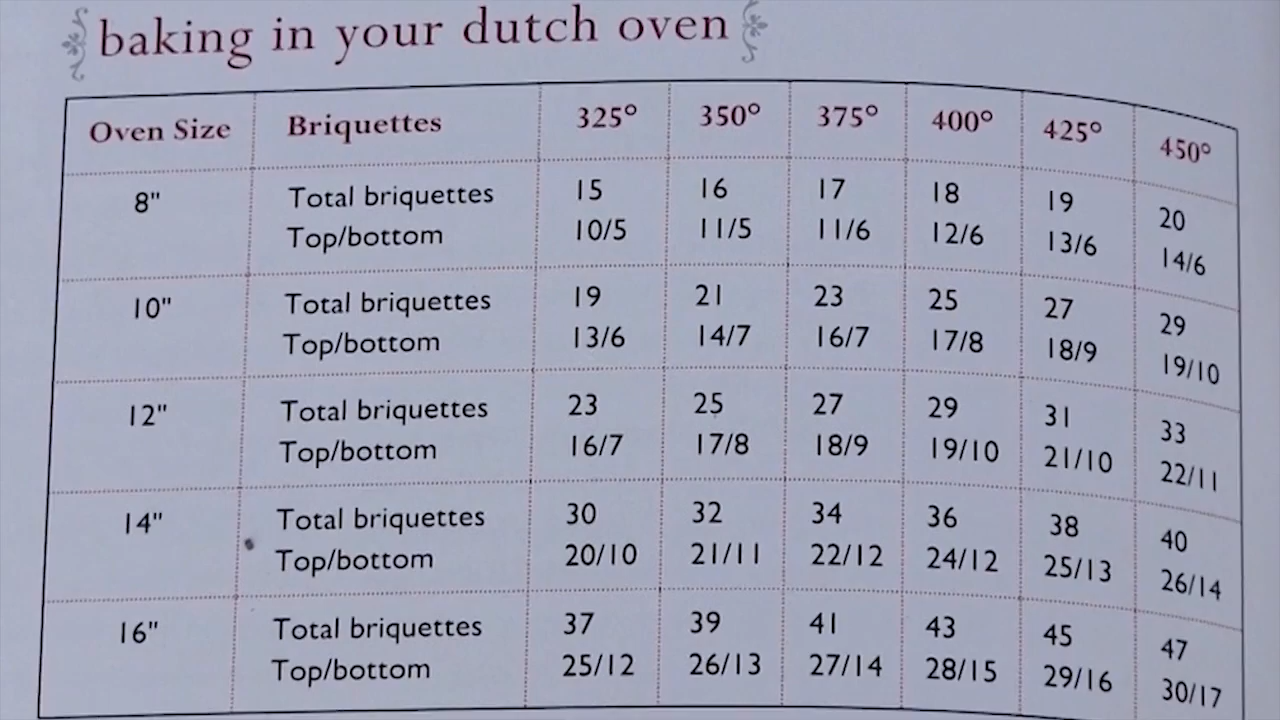 baking in your dutch oven
Oven Size Briquettes 325° 350° 375° 400° 425° 450°
8" Total briquettes 15 16 17 18 19 20
Top/bottom 10/5 11/5 11/6 12/6 13/6 14/6
10" Total briquettes 19 21 23 25 27 29
Top/bottom 13/6 14/7 16/7 17/8 18/9 19/10
12" Total briquettes 23 25 27 29 31 33
Top/bottom 16/7 17/8 18/9 19/10 21/10 22/11
14" Total briquettes 30 32 34 36 38 40
Top/bottom 20/10 21/11 22/12 24/12 25/13 26/14
16" Total briquettes 37 39 41 43 45 47
Top/bottom 25/12 26/13 27/14 28/15 29/16 30/17